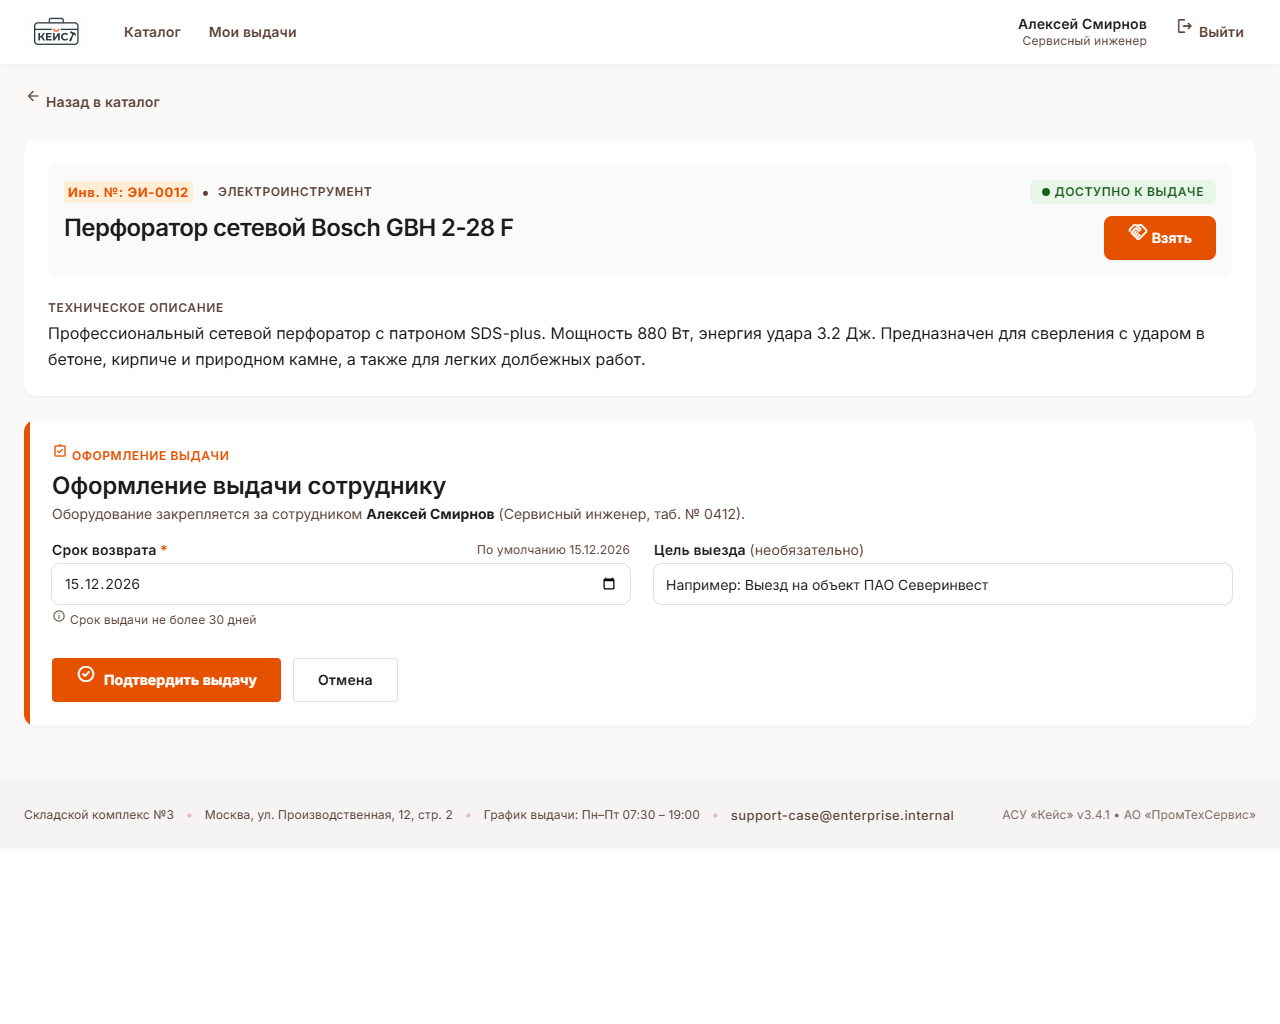 КЕЙС
Каталог
Мои выдачи
Алексей Смирнов
Сервисный инженер
Выйти
Назад в каталог
Инв. №: ЭИ-0012 • ЭЛЕКТРОИНСТРУМЕНТ
ДОСТУПНО К ВЫДАЧЕ
Перфоратор сетевой Bosch GBH 2-28 F
Взять
ТЕХНИЧЕСКОЕ ОПИСАНИЕ
Профессиональный сетевой перфоратор с патроном SDS-plus. Мощность 880 Вт, энергия удара 3.2 Дж. Предназначен для сверления с ударом в
бетоне, кирпиче и природном камне, а также для легких долбежных работ.
ОФОРМЛЕНИЕ ВЫДАЧИ
Оформление выдачи сотруднику
Оборудование закрепляется за сотрудником Алексей Смирнов (Сервисный инженер, таб. № 0412).
Срок возврата *
По умолчанию 15.12.2026
15.12.2026
Срок выдачи не более 30 дней
Цель выезда (необязательно)
Например: Выезд на объект ПАО Северинвест
Подтвердить выдачу
Отмена
Складской комплекс №3 • Москва, ул. Производственная, 12, стр. 2 • График выдачи: Пн–Пт 07:30 – 19:00 • support-case@enterprise.internal
АСУ «Кейс» v3.4.1 • АО «ПромТехСервис»